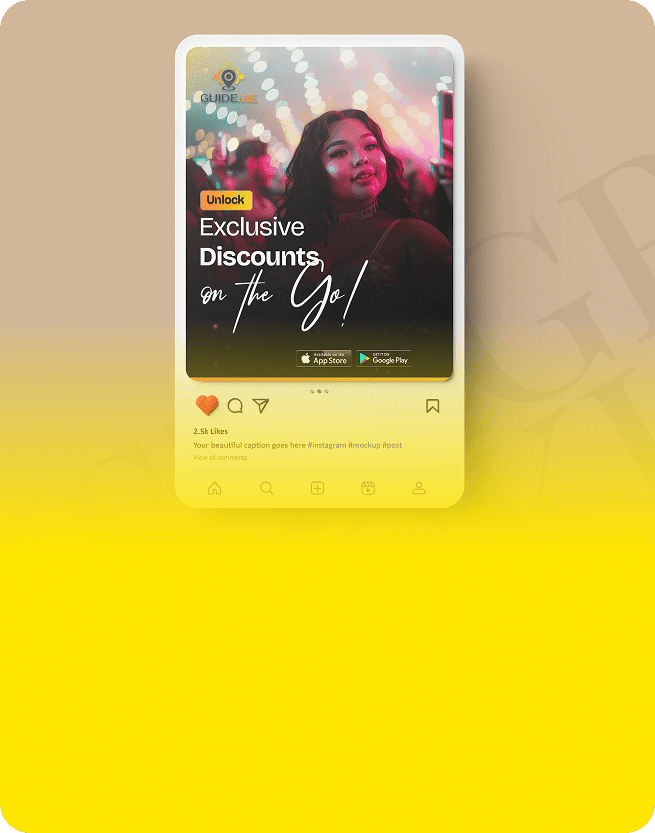 GUIDEME
Unlock
Exclusive
Discounts
on the Go!
Available on the
App Store
GET IT ON
Google Play
2.5k Likes
Your beautiful caption goes here #instagram #mockup #post
View all comments